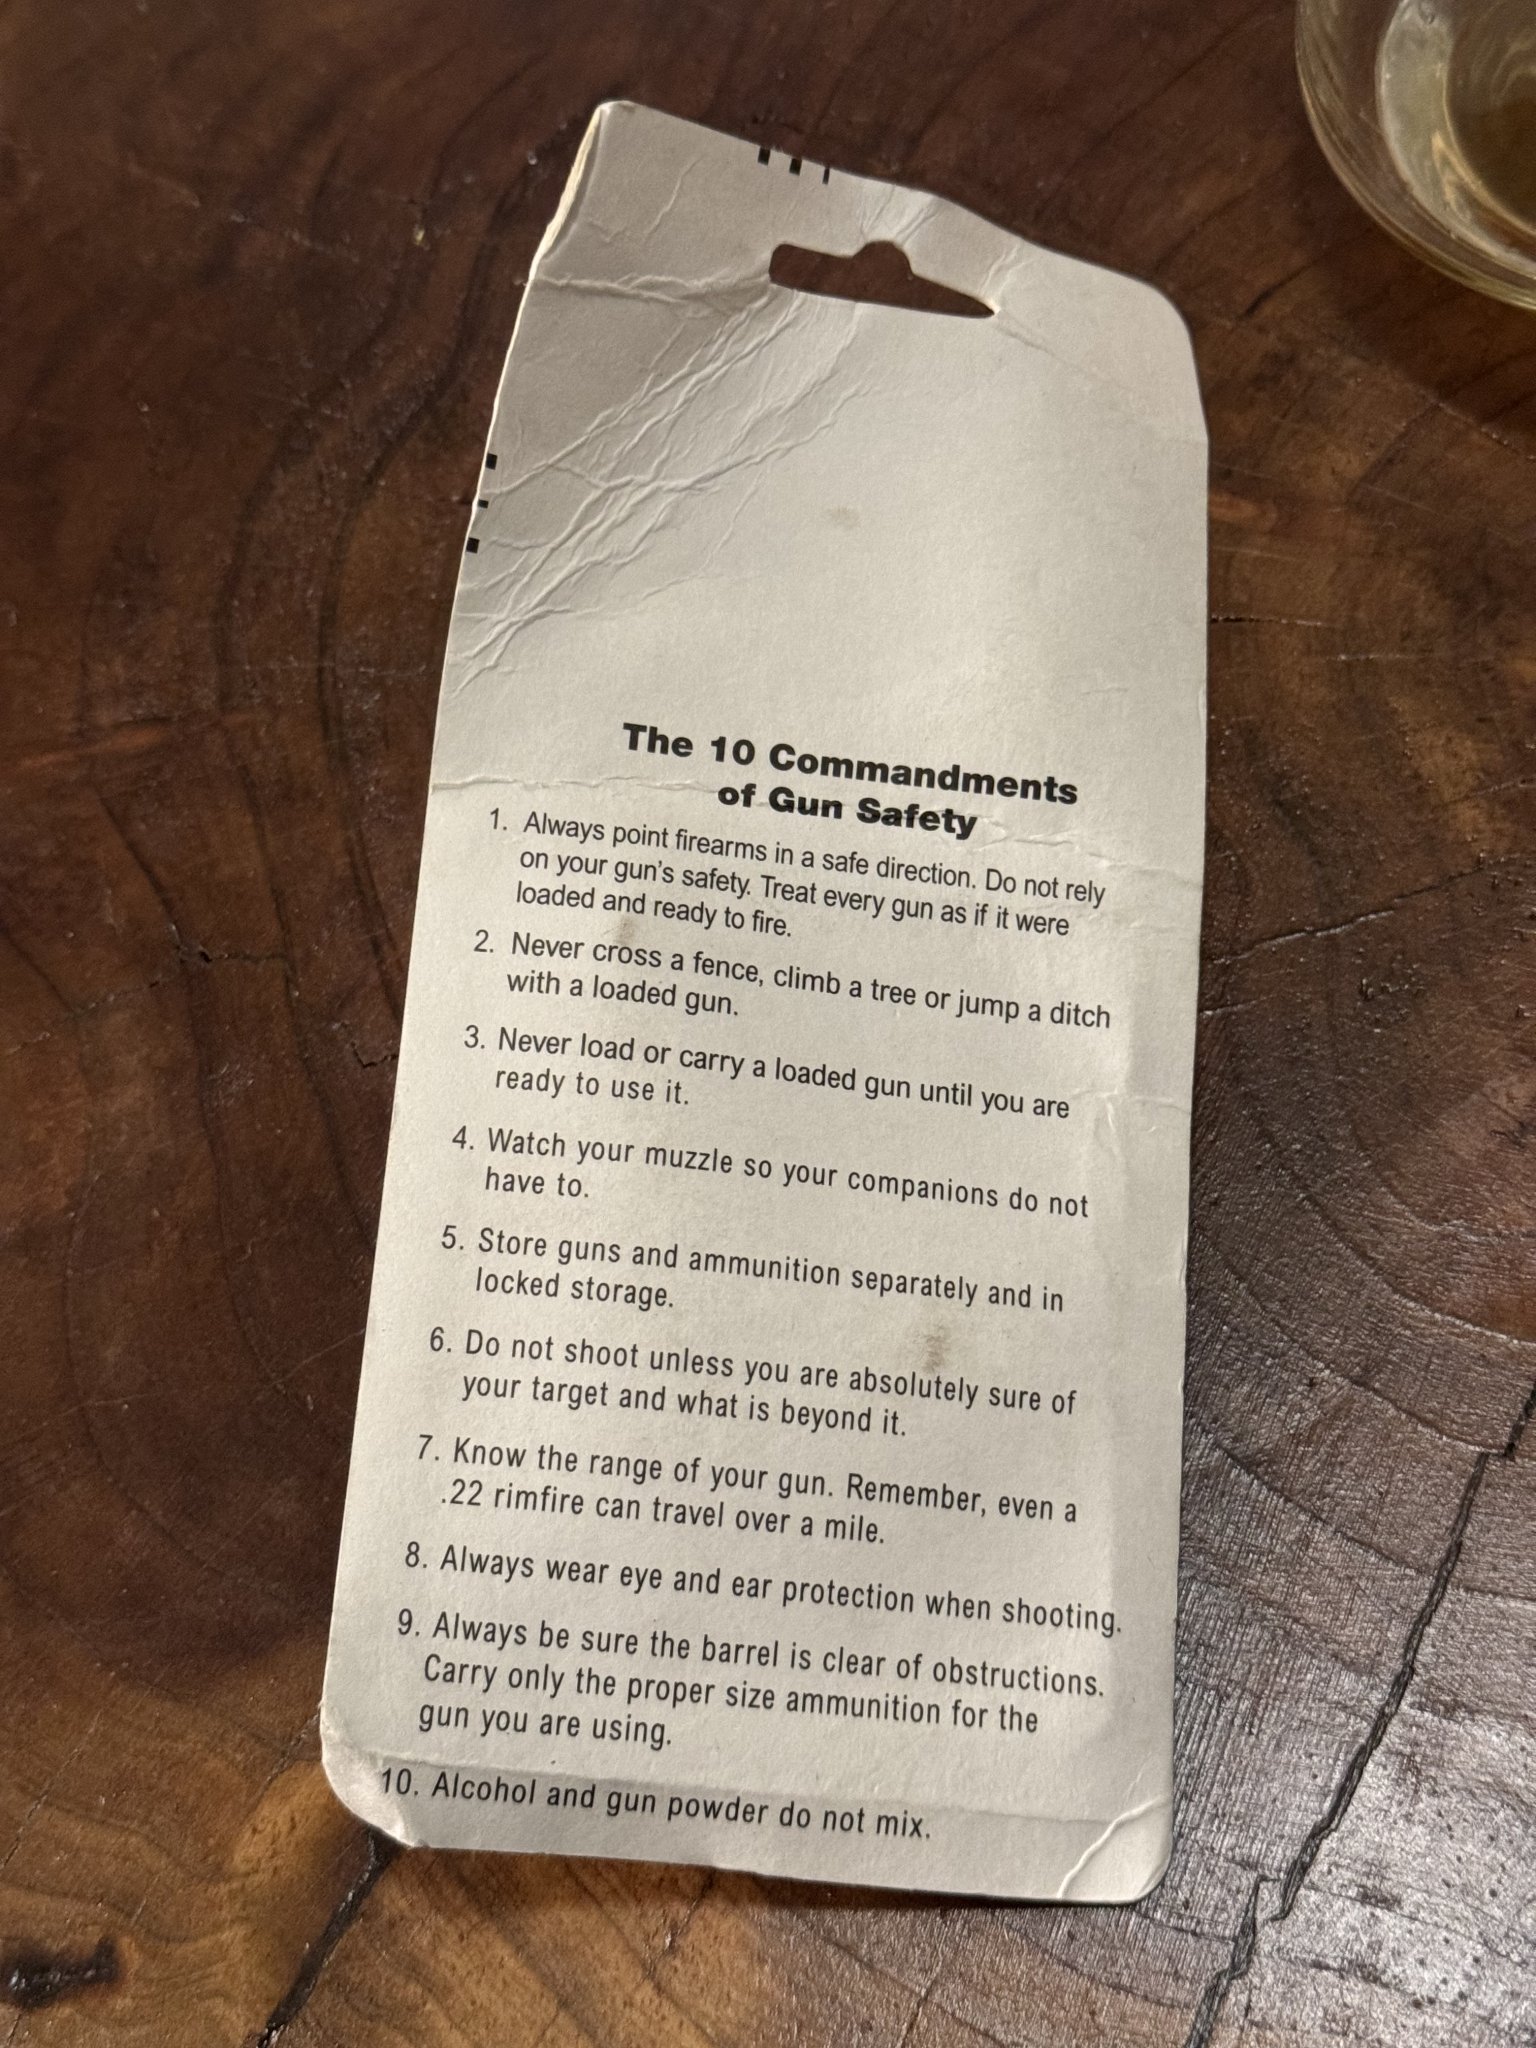 The 10 Commandments
of Gun Safety
1. Always point firearms in a safe direction. Do not rely
on your gun's safety. Treat every gun as if it were
loaded and ready to fire.
2. Never cross a fence, climb a tree or jump a ditch
with a loaded gun.
3. Never load or carry a loaded gun until you are
ready to use it.
4. Watch your muzzle so your companions do not
have to.
5. Store guns and ammunition separately and in
locked storage.
6. Do not shoot unless you are absolutely sure of
your target and what is beyond it.
7. Know the range of your gun. Remember, even a
.22 rimfire can travel over a mile.
8. Always wear eye and ear protection when shooting.
9. Always be sure the barrel is clear of obstructions.
Carry only the proper size ammunition for the
gun you are using.
10. Alcohol and gun powder do not mix.